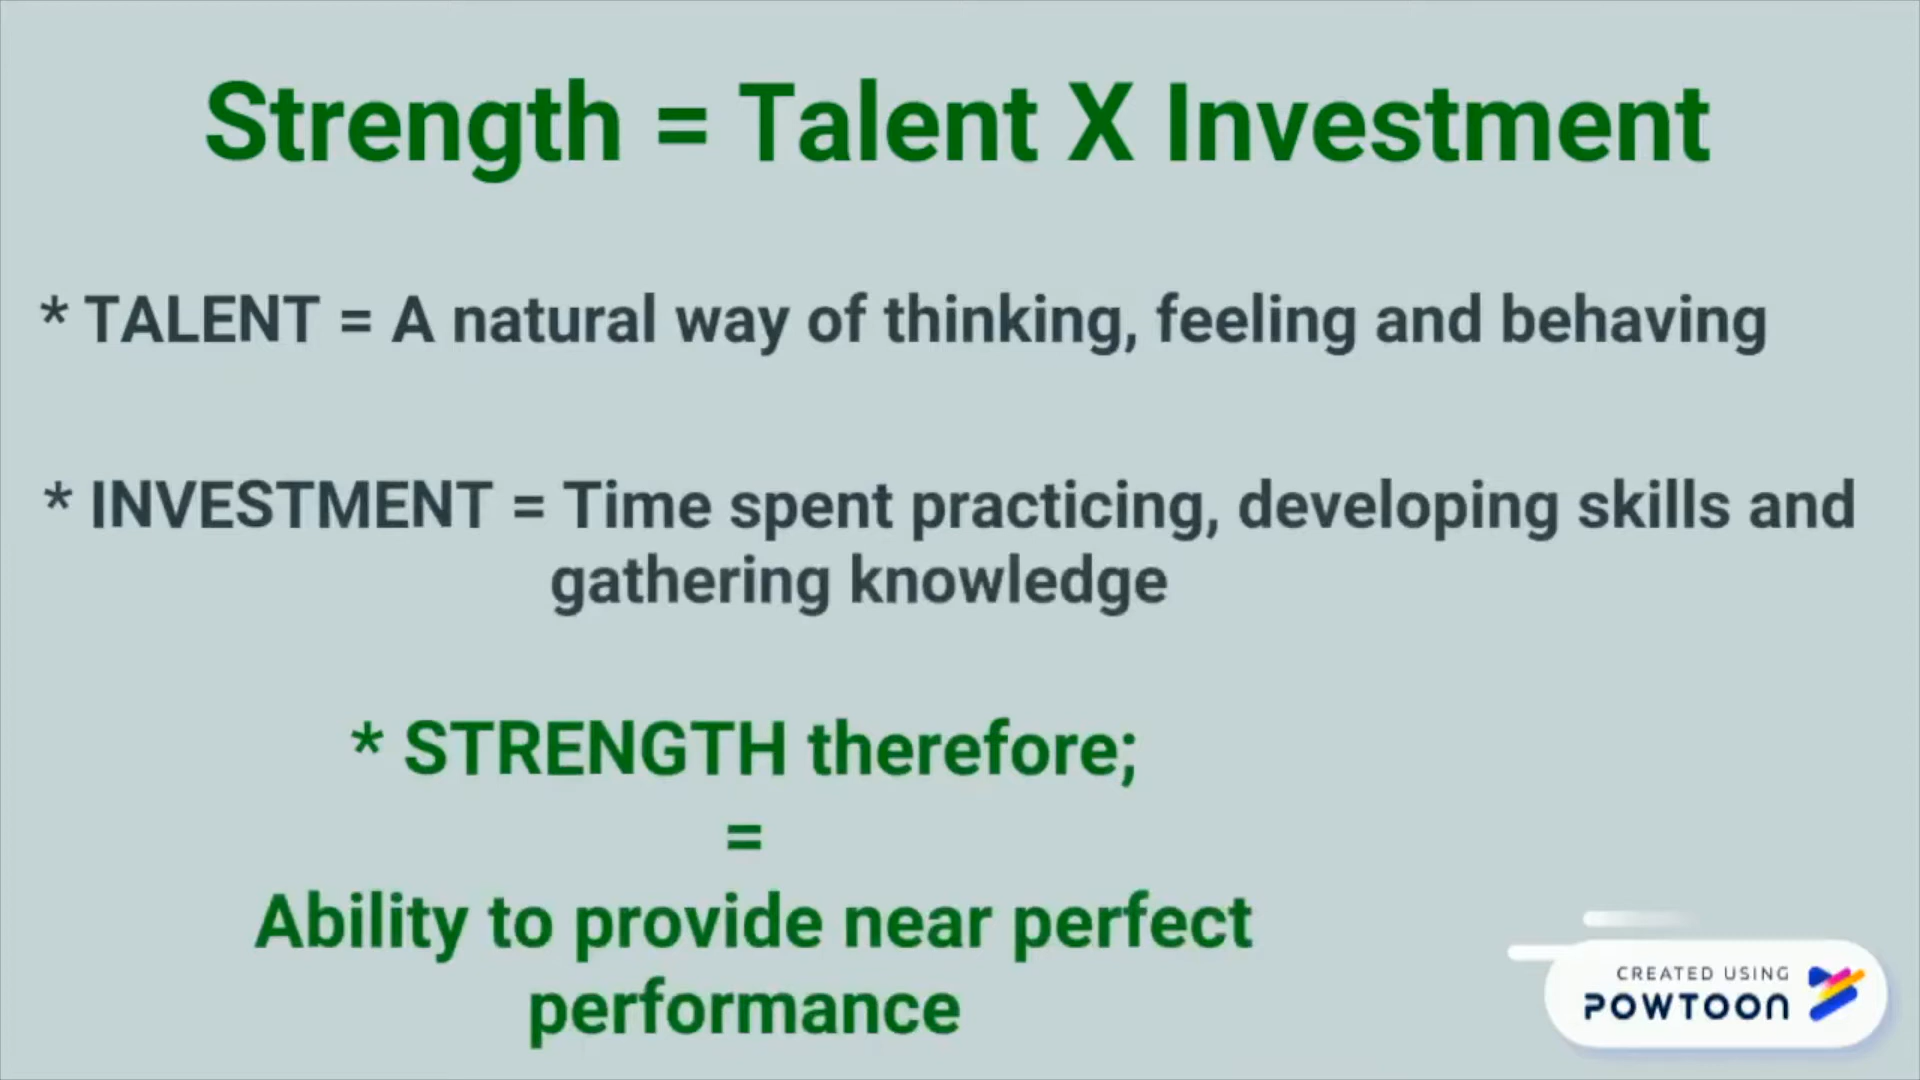 Strength = Talent X Investment
* TALENT = A natural way of thinking, feeling and behaving
* INVESTMENT = Time spent practicing, developing skills and
gathering knowledge
* STRENGTH therefore;
=
Ability to provide near perfect
performance
CREATED USING
POWTOON